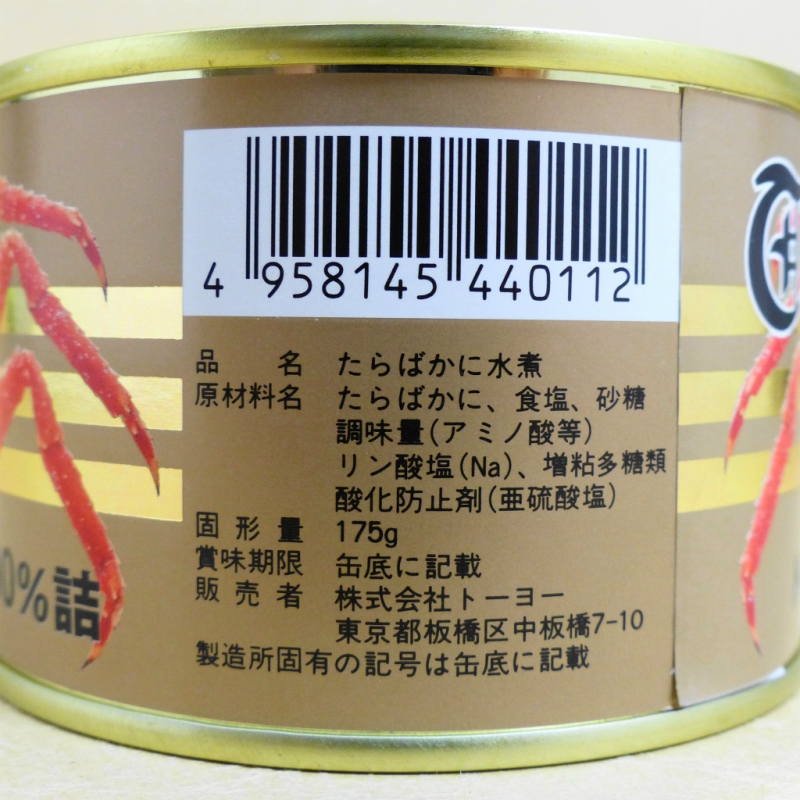 4 958145 440112
品名 たらばかに水煮
原材料名 たらばかに、食塩、砂糖
調味量(アミノ酸等)
リン酸塩(Na)、増粘多糖類
酸化防止剤(亜硫酸塩)
固形量 175g
賞味期限 缶底に記載
販売者 株式会社トーヨー
東京都板橋区中板橋7-10
製造所固有の記号は缶底に記載
0%詰